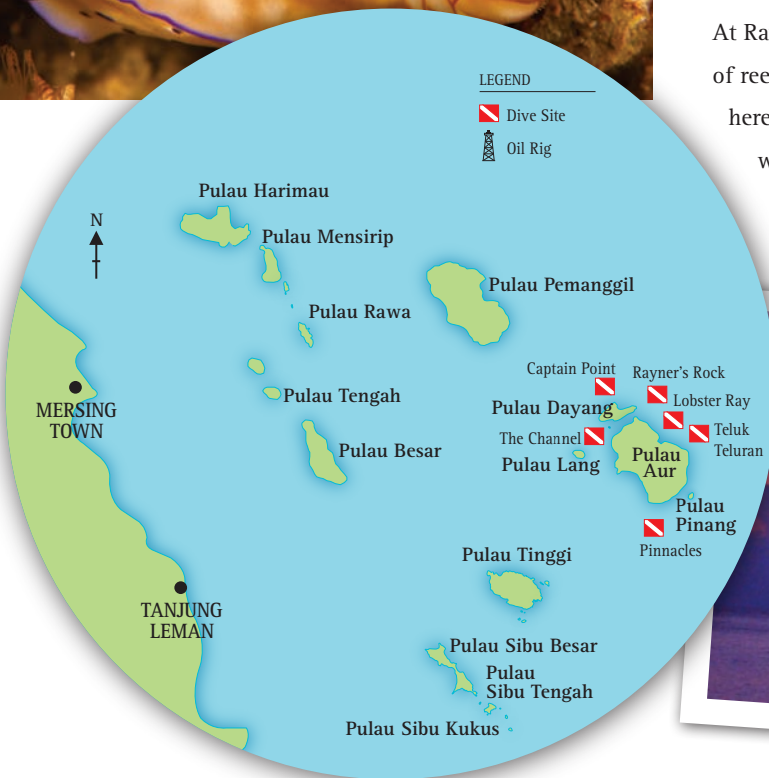 At Ra
of ree
here
w
LEGEND
Dive Site
Oil Rig
N
Pulau Harimau
Pulau Mensirip
Pulau Pemanggil
Pulau Rawa
Captain Point
Rayner's Rock
MERSING
TOWN
Pulau Tengah
Pulau Dayang
Lobster Ray
The Channel
Teluk
Teluran
Pulau Besar
Pulau Lang
Pulau
Aur
Pulau
Pinang
Pinnacles
Pulau Tinggi
TANJUNG
LEMAN
Pulau Sibu Besar
Pulau
Sibu Tengah
Pulau Sibu Kukus